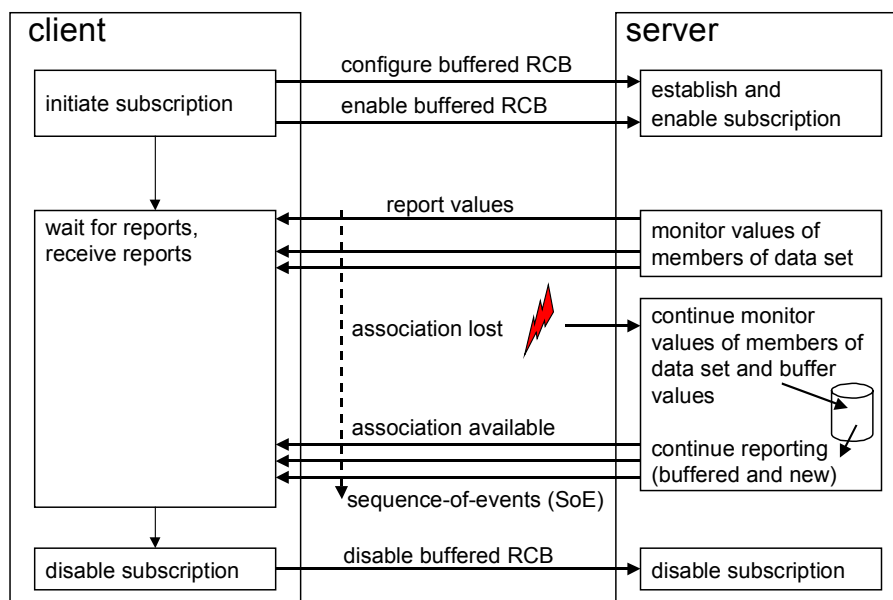 client
server
configure buffered RCB
initiate subscription
enable buffered RCB
establish and
enable subscription
report values
wait for reports,
receive reports
monitor values of
members of data set
association lost
continue monitor
values of members of
data set and buffer
values
association available
continue reporting
(buffered and new)
sequence-of-events (SoE)
disable subscription
disable buffered RCB
disable subscription